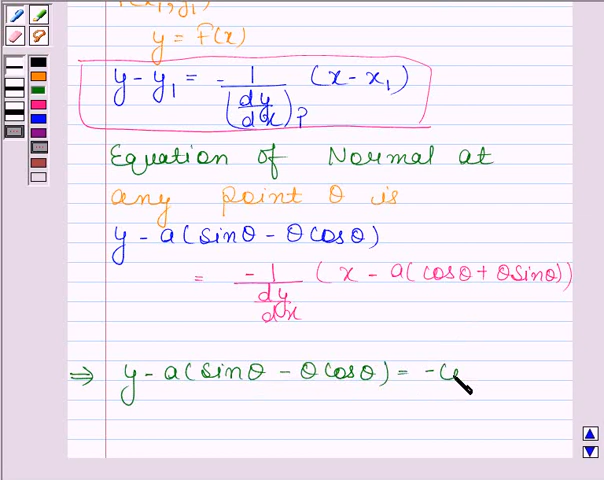 y = f(x)
y - y₁ = - 1/(dy/dx)ₚ (x - x₁)
Equation of Normal at
any point θ is
y - a(sinθ - θcosθ)
= -1/(dy/dx) (x - a(cosθ + θsinθ))
⇒ y - a(sinθ - θcosθ) = -